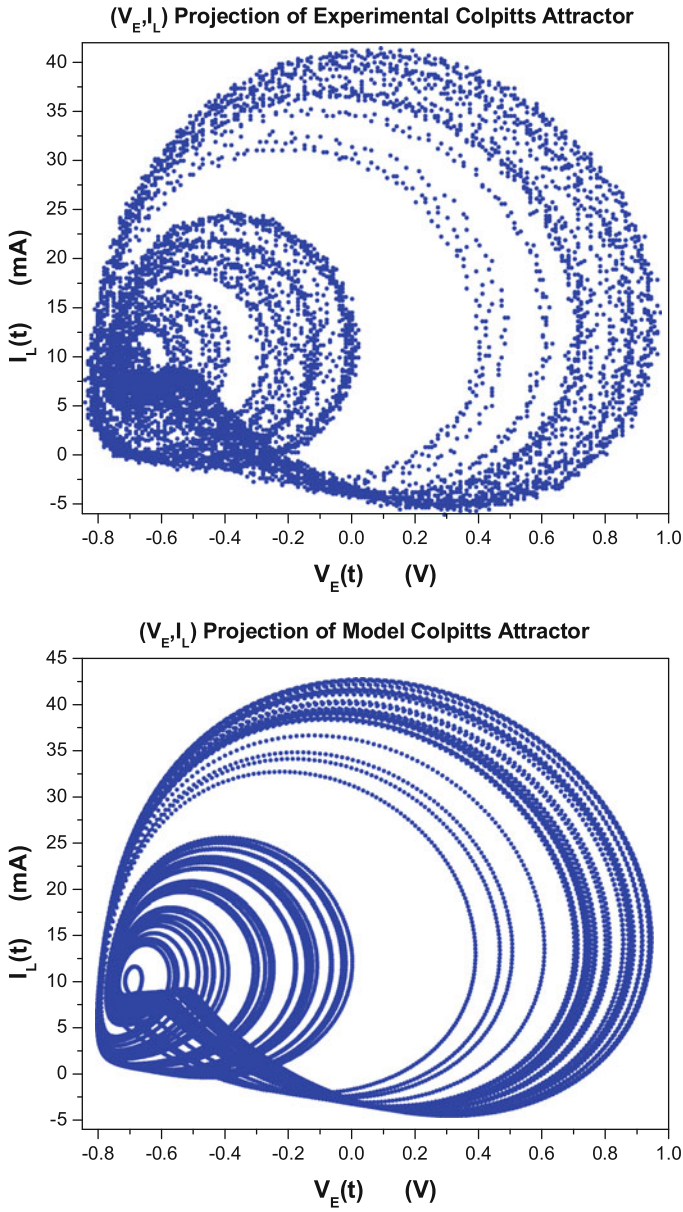 (V_E,I_L) Projection of Experimental Colpitts Attractor
40
35
30
25
20
15
10
5
0
-5
I_L(t) (mA)
-0.8 -0.6 -0.4 -0.2 0.0 0.2 0.4 0.6 0.8 1.0
V_E(t) (V)
(V_E,I_L) Projection of Model Colpitts Attractor
45
40
35
30
25
20
15
10
5
0
-5
I_L(t) (mA)
-0.8 -0.6 -0.4 -0.2 0.0 0.2 0.4 0.6 0.8 1.0
V_E(t) (V)